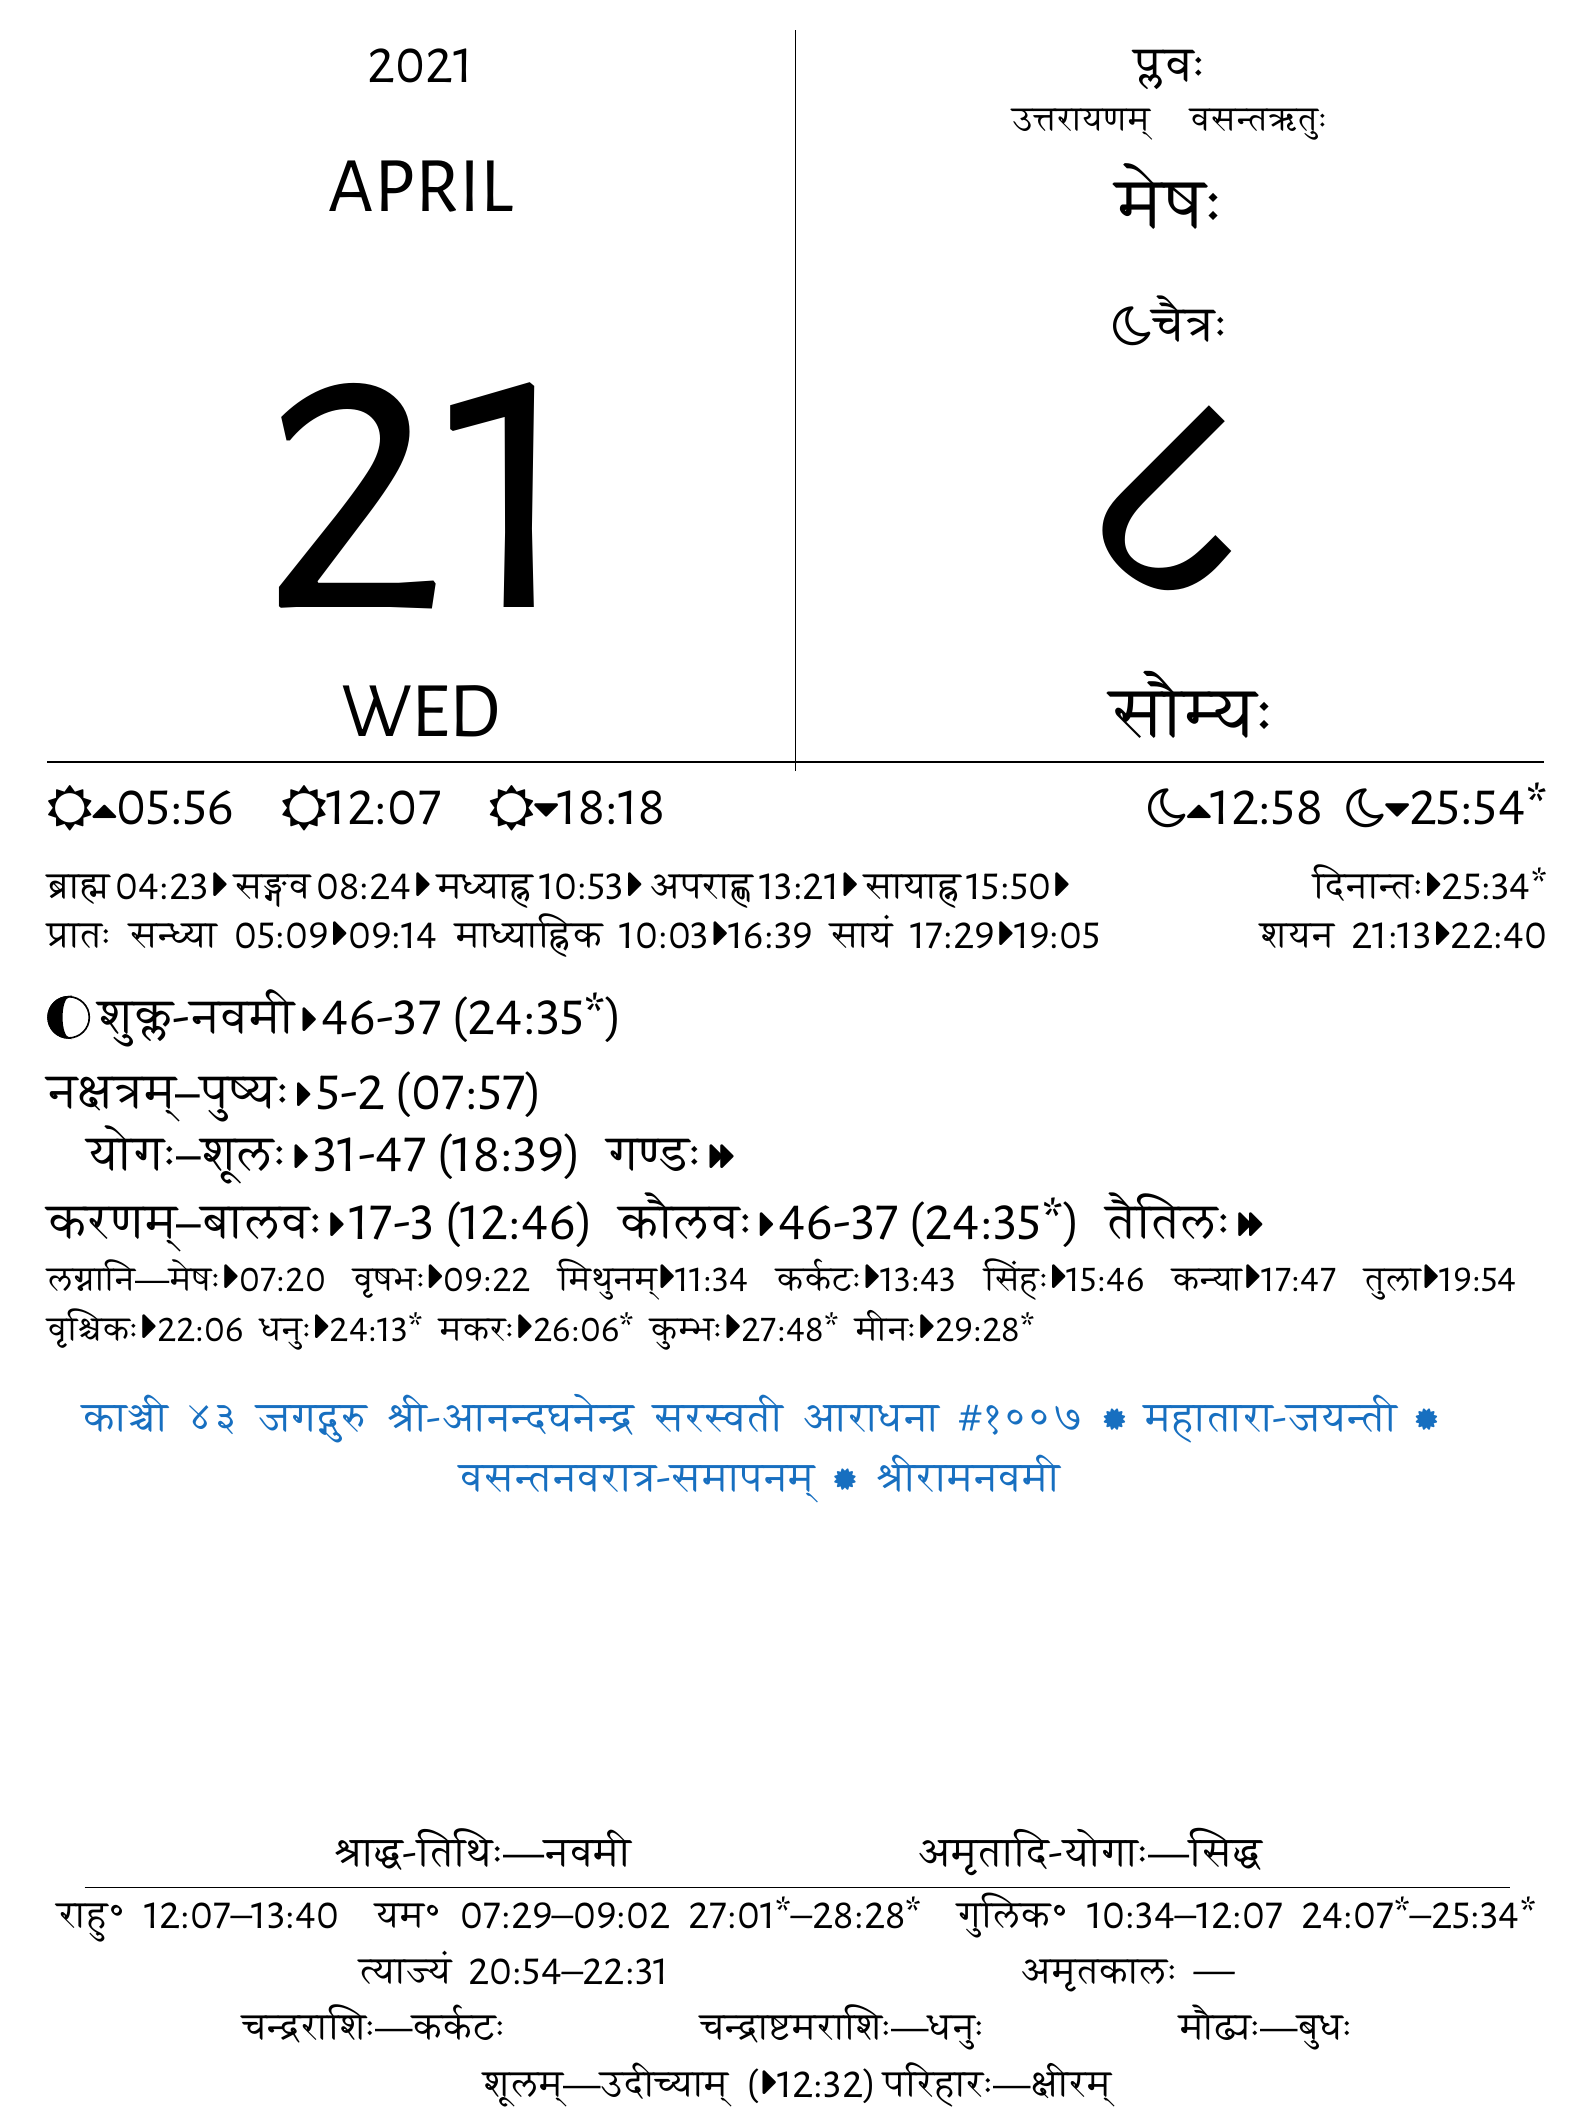 2021
APRIL
21
WED
प्लवः
उत्तरायणम् वसन्तऋतुः
मेषः
चैत्रः
८
सौम्यः
05:56 12:07 18:18 12:58 25:54*
ब्राह्म 04:23 सङ्गव 08:24 मध्याह्न 10:53 अपराह्ण 13:21 सायाह्न 15:50 दिनान्तः 25:34*
प्रातः सन्ध्या 05:09 09:14 माध्याह्निक 10:03 16:39 सायं 17:29 19:05 शयन 21:13 22:40
शुक्ल-नवमी 46-37 (24:35*)
नक्षत्रम्–पुष्यः 5-2 (07:57)
योगः–शूलः 31-47 (18:39) गण्डः
करणम्–बालवः 17-3 (12:46) कौलवः 46-37 (24:35*) तैतिलः
लग्नानि—मेषः 07:20 वृषभः 09:22 मिथुनम् 11:34 कर्कटः 13:43 सिंहः 15:46 कन्या 17:47 तुला 19:54
वृश्चिकः 22:06 धनुः 24:13* मकरः 26:06* कुम्भः 27:48* मीनः 29:28*
काञ्ची ४३ जगद्गुरु श्री-आनन्दघनेन्द्र सरस्वती आराधना #१००७ ✹ महातारा-जयन्ती ✹
वसन्तनवरात्र-समापनम् ✹ श्रीरामनवमी
श्राद्ध-तिथिः—नवमी अमृतादि-योगाः—सिद्ध
राहु॰ 12:07–13:40 यम॰ 07:29–09:02 27:01*–28:28* गुलिक॰ 10:34–12:07 24:07*–25:34*
त्याज्यं 20:54–22:31 अमृतकालः —
चन्द्रराशिः—कर्कटः चन्द्राष्टमराशिः—धनुः मौढ्यः—बुधः
शूलम्—उदीच्याम् (12:32) परिहारः—क्षीरम्